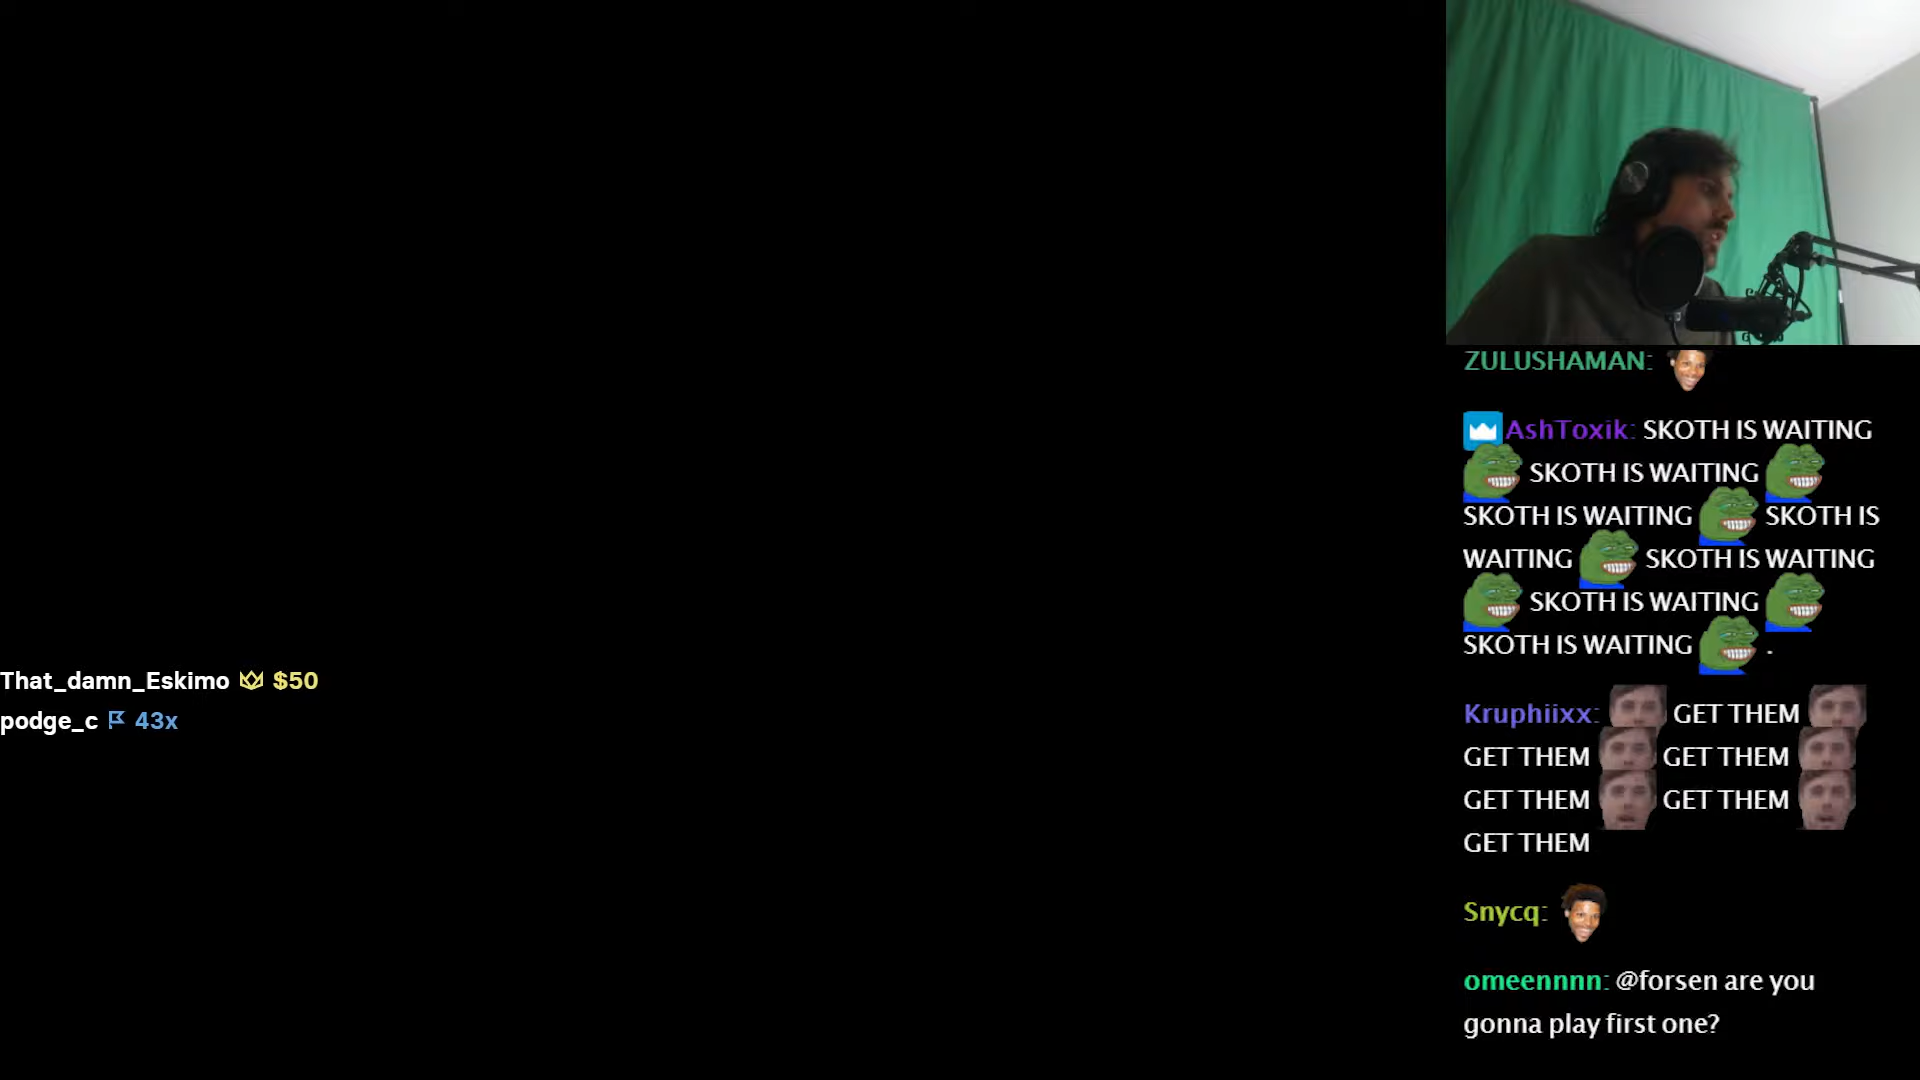 ZULUSHAMAN:
AshToxik: SKOTH IS WAITING
SKOTH IS WAITING
SKOTH IS WAITING SKOTH IS
WAITING SKOTH IS WAITING
SKOTH IS WAITING
SKOTH IS WAITING .
That_damn_Eskimo $50
podge_c 43x
Kruphiixx: GET THEM
GET THEM GET THEM
GET THEM GET THEM
GET THEM
Snycq:
omeennnn: @forsen are you
gonna play first one?